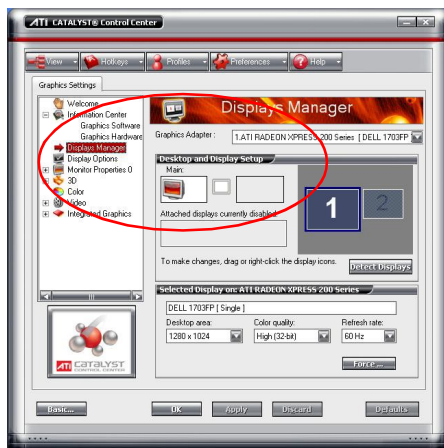 ATI CATALYST® Control Center
View Hotkeys Profiles Preferences Help
Graphics Settings
Welcome
Information Center
Graphics Software
Graphics Hardware
Displays Manager
Display Options
Monitor Properties 0
3D
Color
Video
Integrated Graphics
Displays Manager
Graphics Adapter :
1.ATI RADEON XPRESS 200 Series [ DELL 1703FP
Desktop and Display Setup
Main:
Attached displays currently disabled
1
2
To make changes, drag or right-click the display icons.
Detect Displays
Selected Display on: ATI RADEON XPRESS 200 Series
DELL 1703FP [ Single ]
Desktop area:
Color quality:
Refresh rate:
1280 x 1024
High (32-bit)
60 Hz
Force ...
ATI CATALYST
CONTROL CENTER
Basic...
OK
Apply
Discard
Defaults